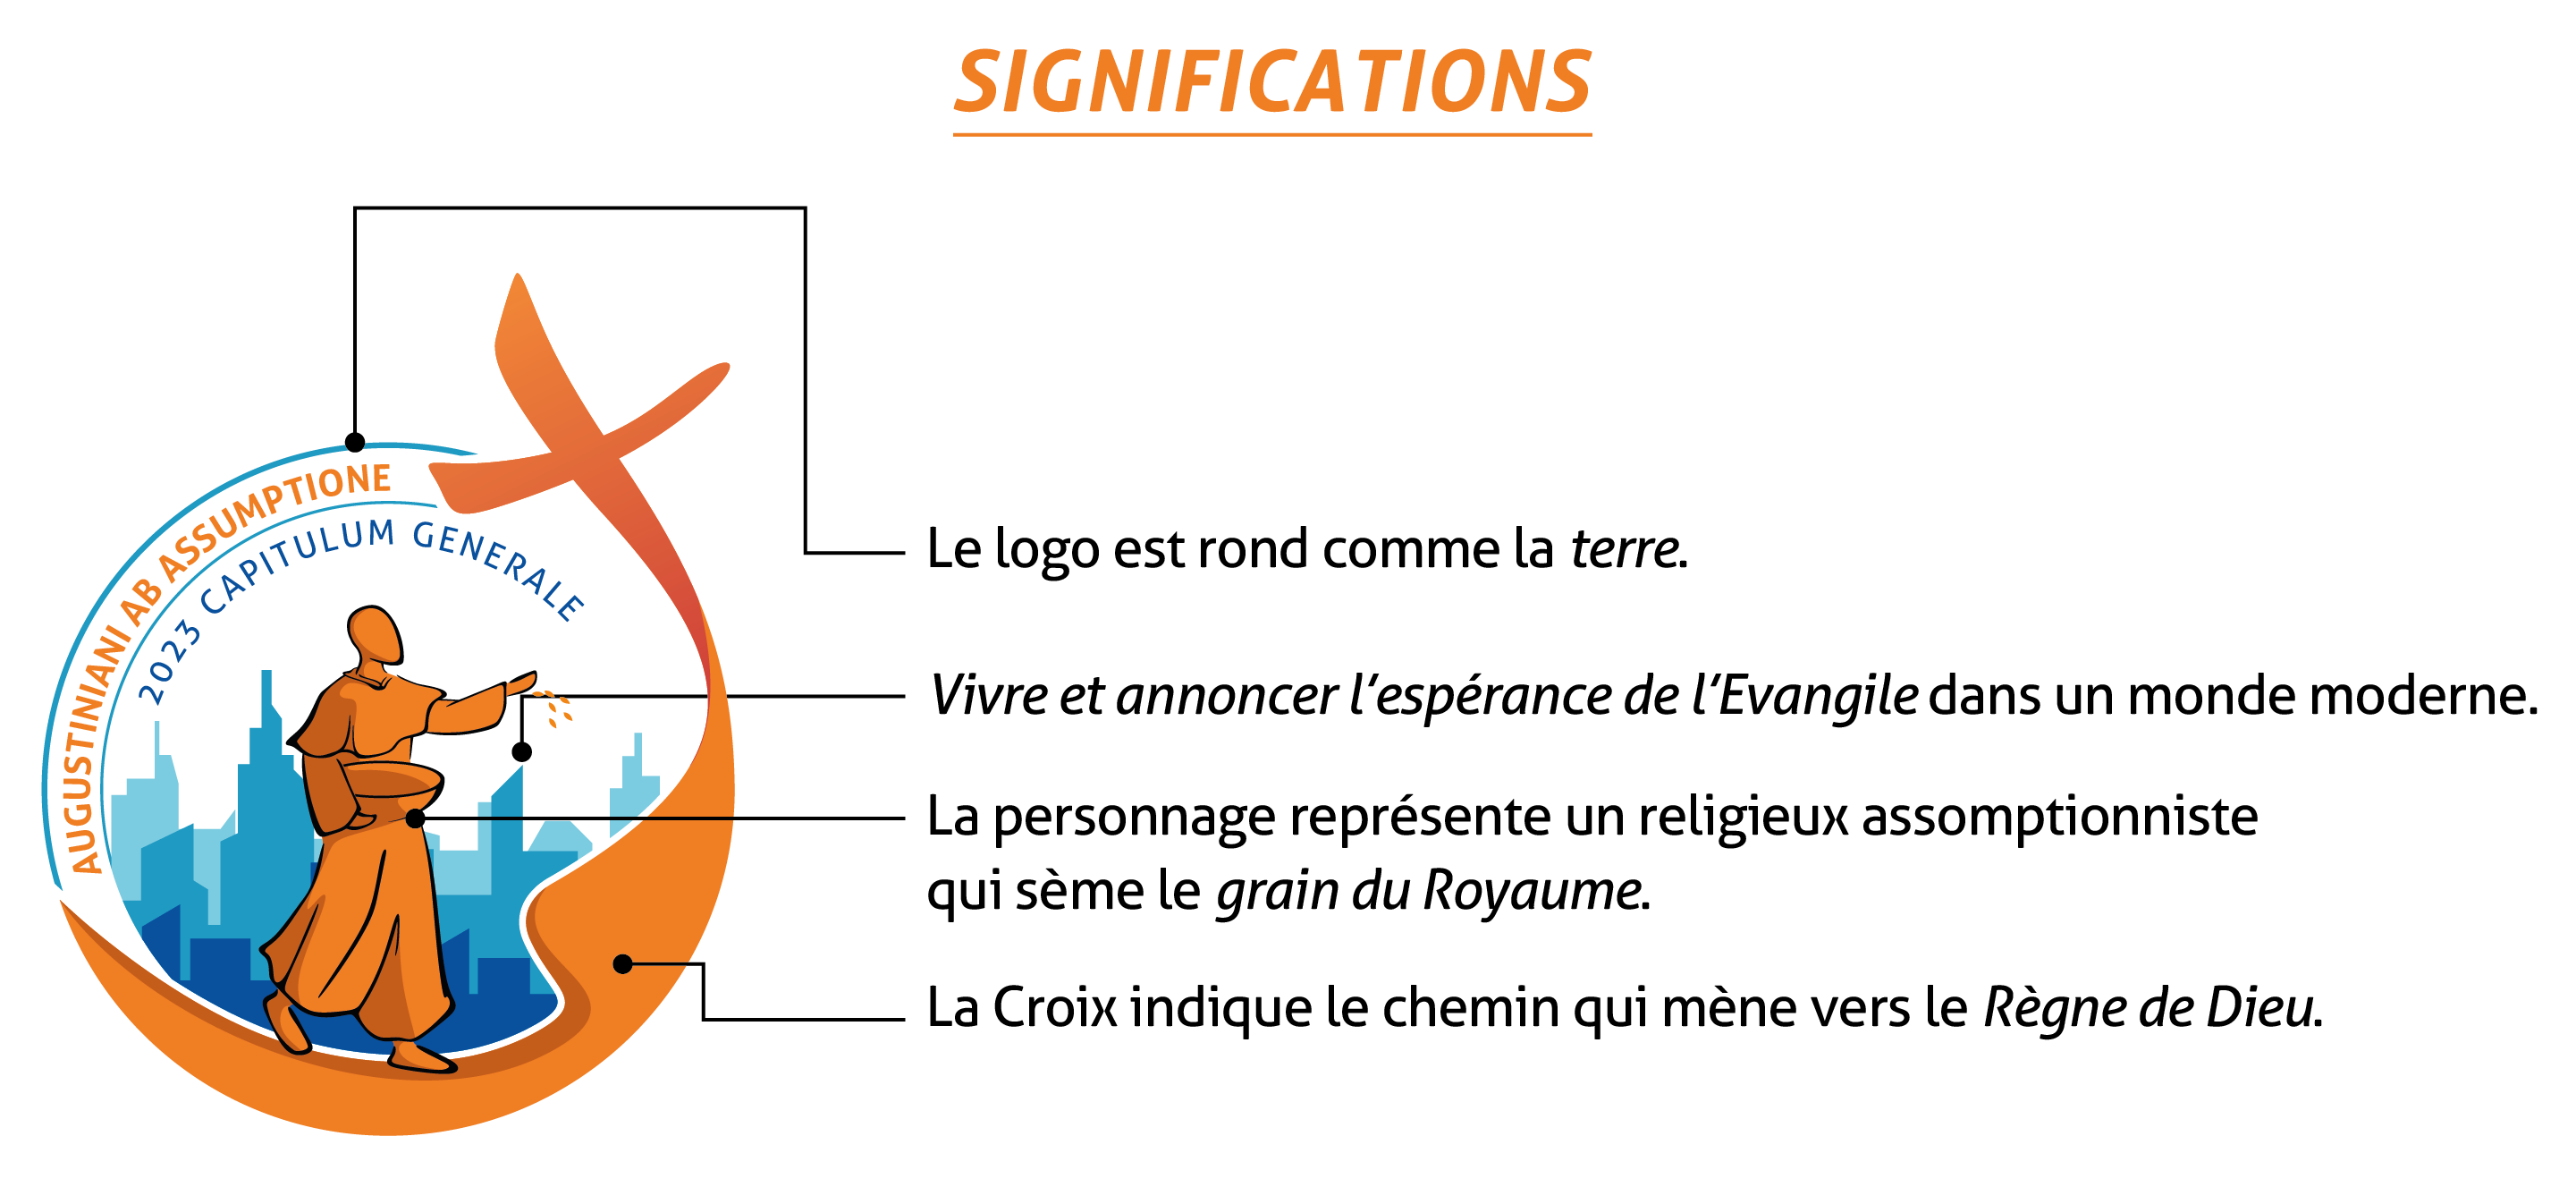 SIGNIFICATIONS
AUGUSTINIANI AB ASSUMPTIONE
2023 CAPITULUM GENERALE
Le logo est rond comme la terre.
Vivre et annoncer l’espérance de l’Evangile dans un monde moderne.
La personnage représente un religieux assomptionniste
qui sème le grain du Royaume.
La Croix indique le chemin qui mène vers le Règne de Dieu.